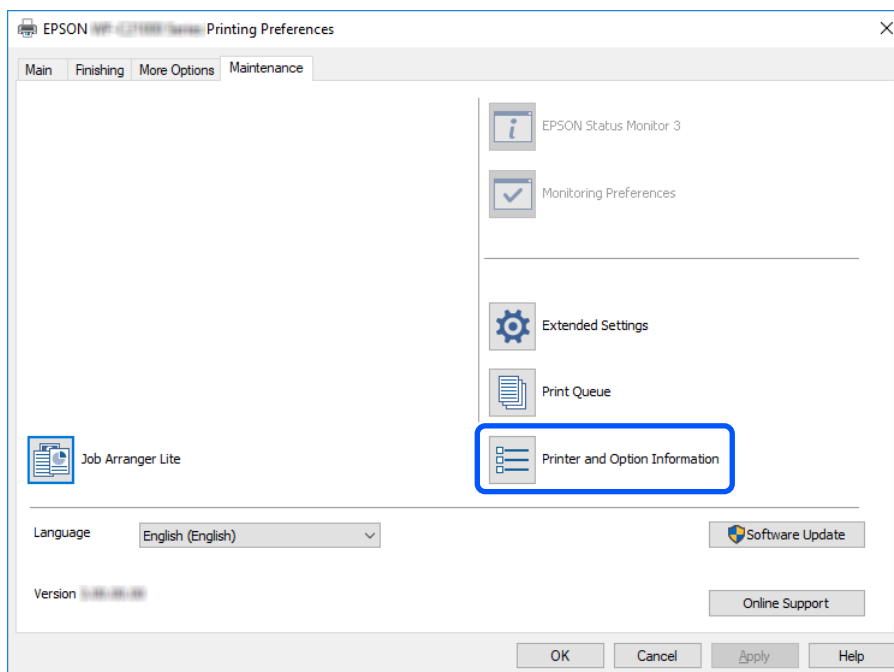 EPSON Printing Preferences
Main Finishing More Options Maintenance
EPSON Status Monitor 3
Monitoring Preferences
Extended Settings
Print Queue
Job Arranger Lite
Printer and Option Information
Language English (English)
Software Update
Version
Online Support
OK Cancel Apply Help